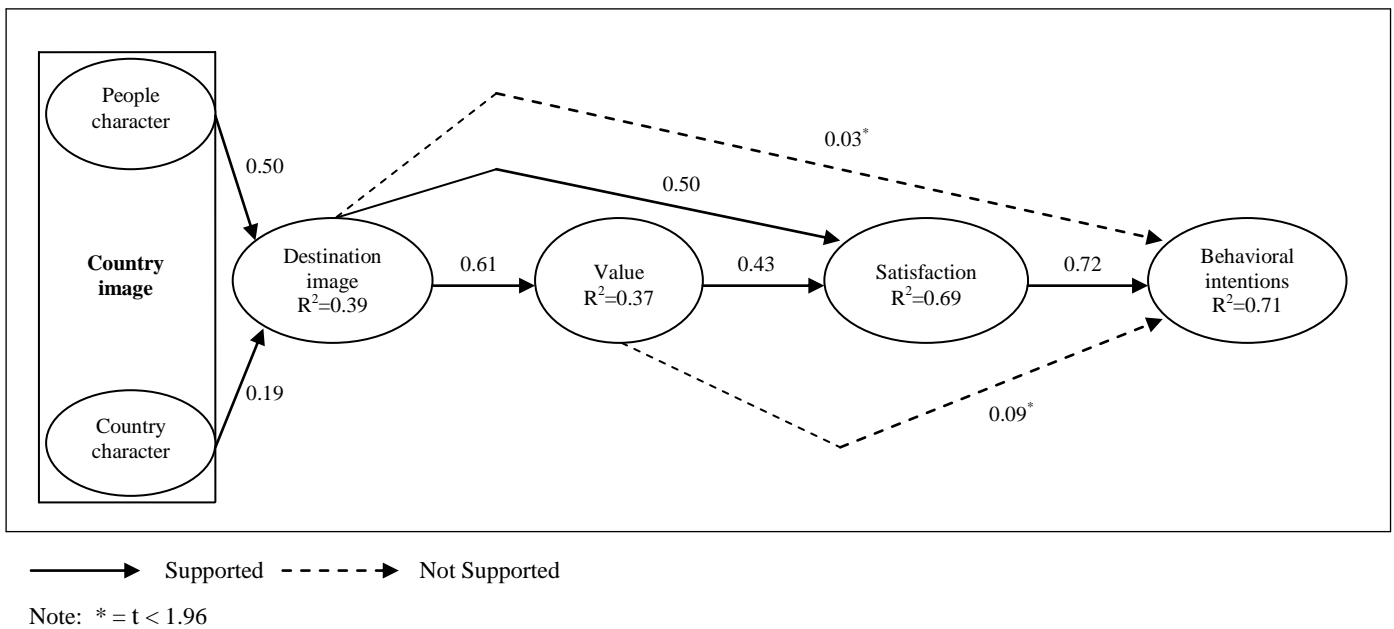 People
character
0.50
Country
image
0.19
Country
character
Destination
image
R²=0.39
0.03*
0.50
0.61
Value
R²=0.37
0.43
Satisfaction
R²=0.69
0.72
Behavioral
intentions
R²=0.71
0.09*
Supported
Not Supported
Note: * = t < 1.96